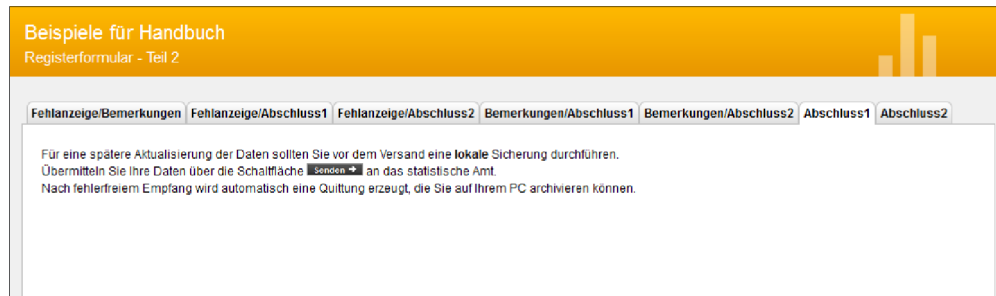 Beispiele für Handbuch
Registerformular - Teil 2
Fehlanzeige/Bemerkungen Fehlanzeige/Abschluss1 Fehlanzeige/Abschluss2 Bemerkungen/Abschluss1 Bemerkungen/Abschluss2 Abschluss1 Abschluss2
Für eine spätere Aktualisierung der Daten sollten Sie vor dem Versand eine lokale Sicherung durchführen.
Übermitteln Sie Ihre Daten über die Schaltfläche Senden an das statistische Amt.
Nach fehlerfreiem Empfang wird automatisch eine Quittung erzeugt, die Sie auf Ihrem PC archivieren können.